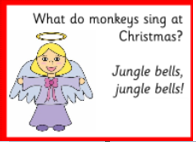 What do monkeys sing at
Christmas?
Jungle bells,
jungle bells!